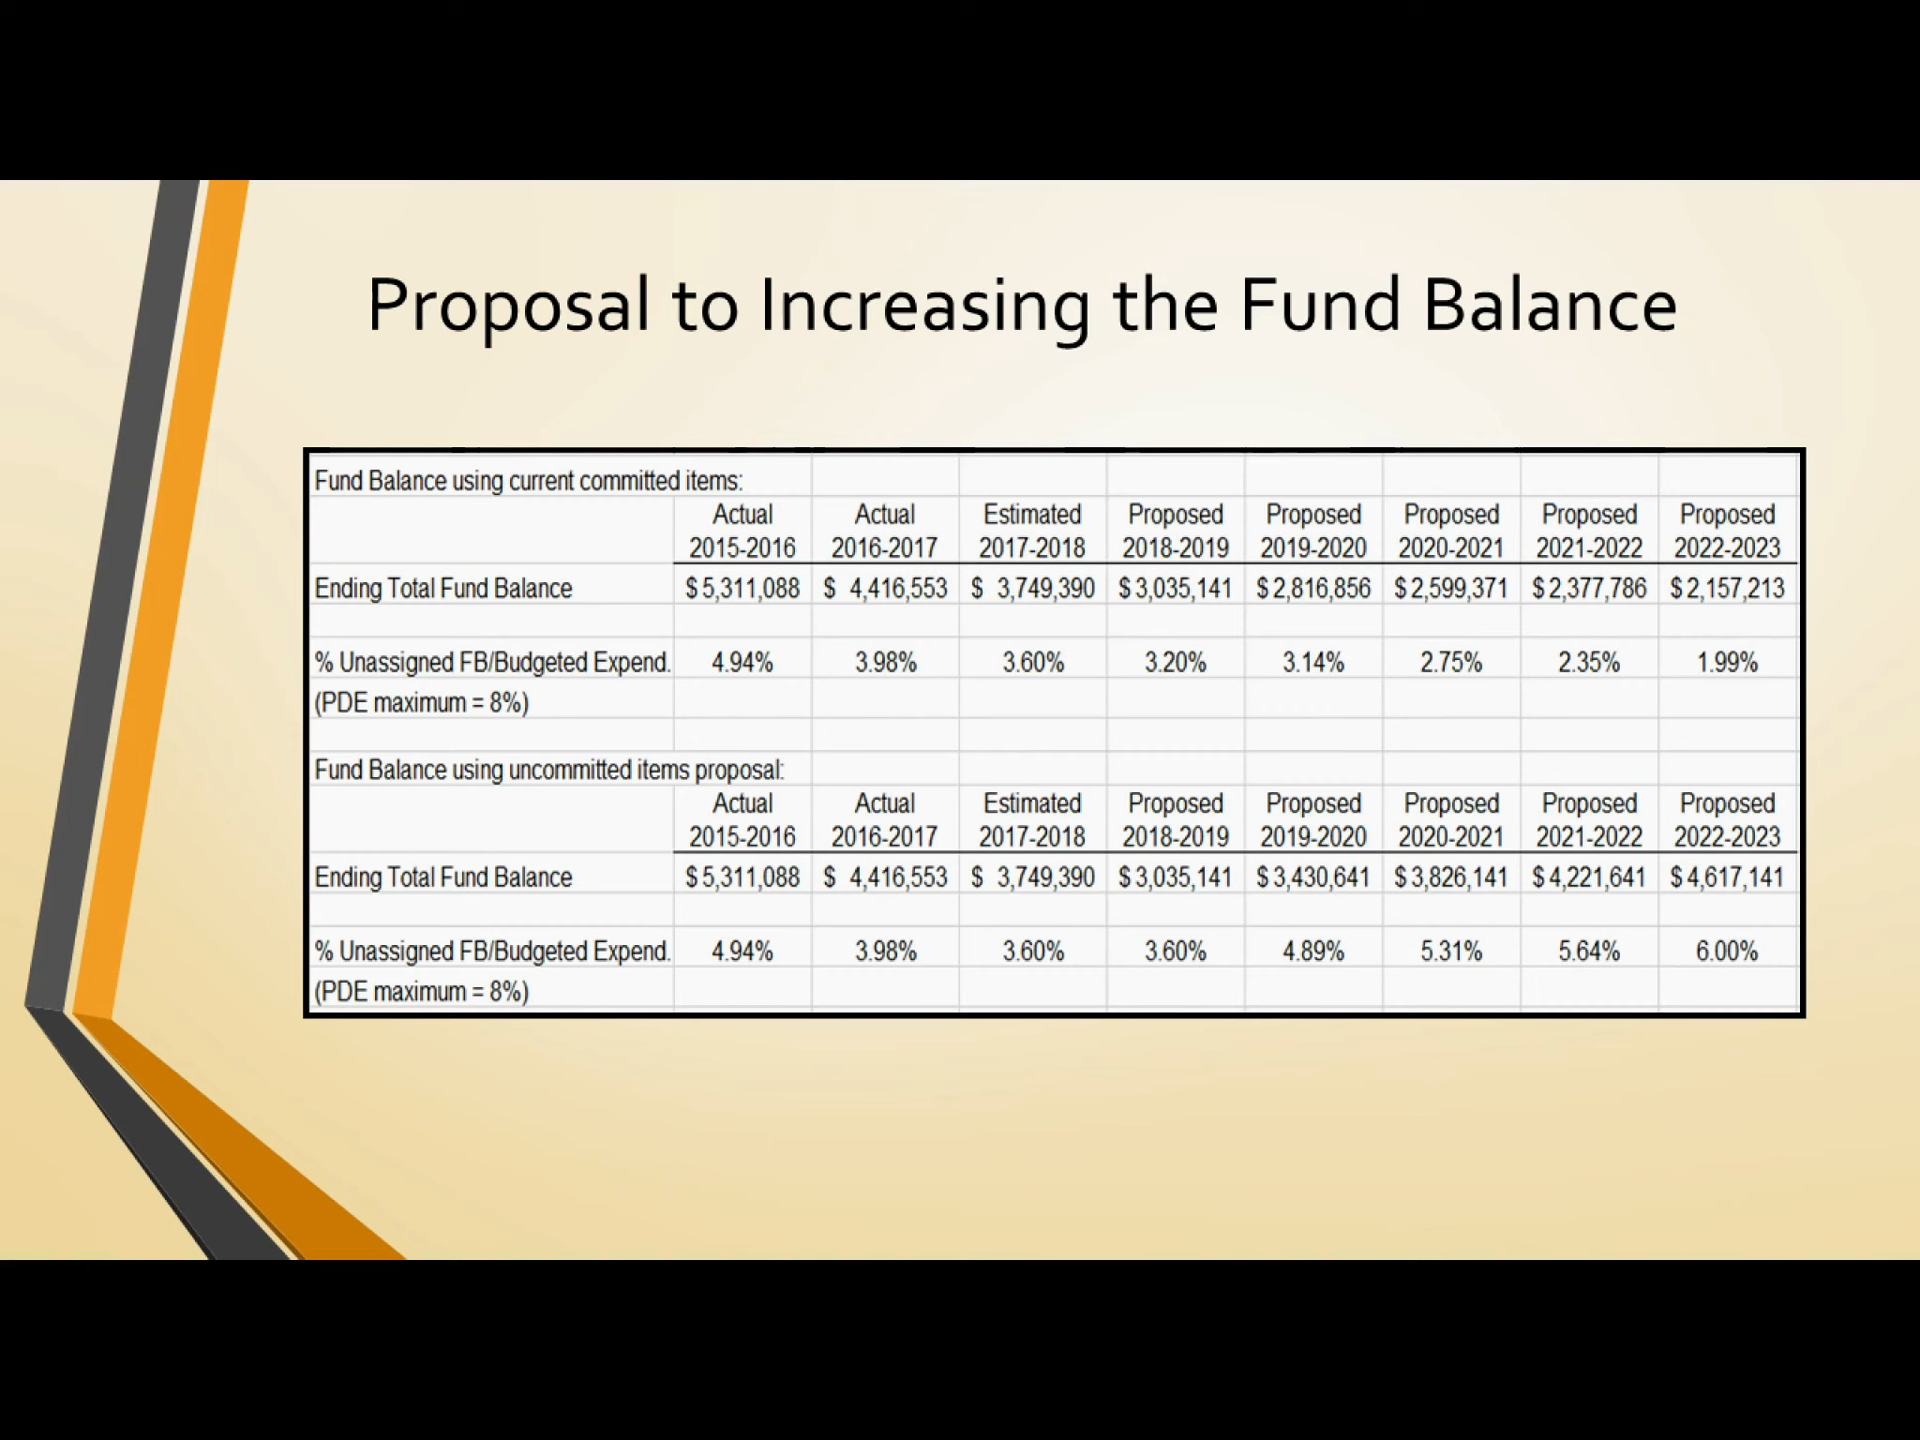 Proposal to Increasing the Fund Balance
Fund Balance using current committed items:
Actual Actual Estimated Proposed Proposed Proposed Proposed Proposed
2015-2016 2016-2017 2017-2018 2018-2019 2019-2020 2020-2021 2021-2022 2022-2023
Ending Total Fund Balance $5,311,088 $ 4,416,553 $ 3,749,390 $3,035,141 $2,816,856 $2,599,371 $2,377,786 $2,157,213
% Unassigned FB/Budgeted Expend. 4.94% 3.98% 3.60% 3.20% 3.14% 2.75% 2.35% 1.99%
(PDE maximum = 8%)
Fund Balance using uncommitted items proposal:
Actual Actual Estimated Proposed Proposed Proposed Proposed Proposed
2015-2016 2016-2017 2017-2018 2018-2019 2019-2020 2020-2021 2021-2022 2022-2023
Ending Total Fund Balance $5,311,088 $ 4,416,553 $ 3,749,390 $3,035,141 $3,430,641 $3,826,141 $4,221,641 $4,617,141
% Unassigned FB/Budgeted Expend. 4.94% 3.98% 3.60% 3.60% 4.89% 5.31% 5.64% 6.00%
(PDE maximum = 8%)